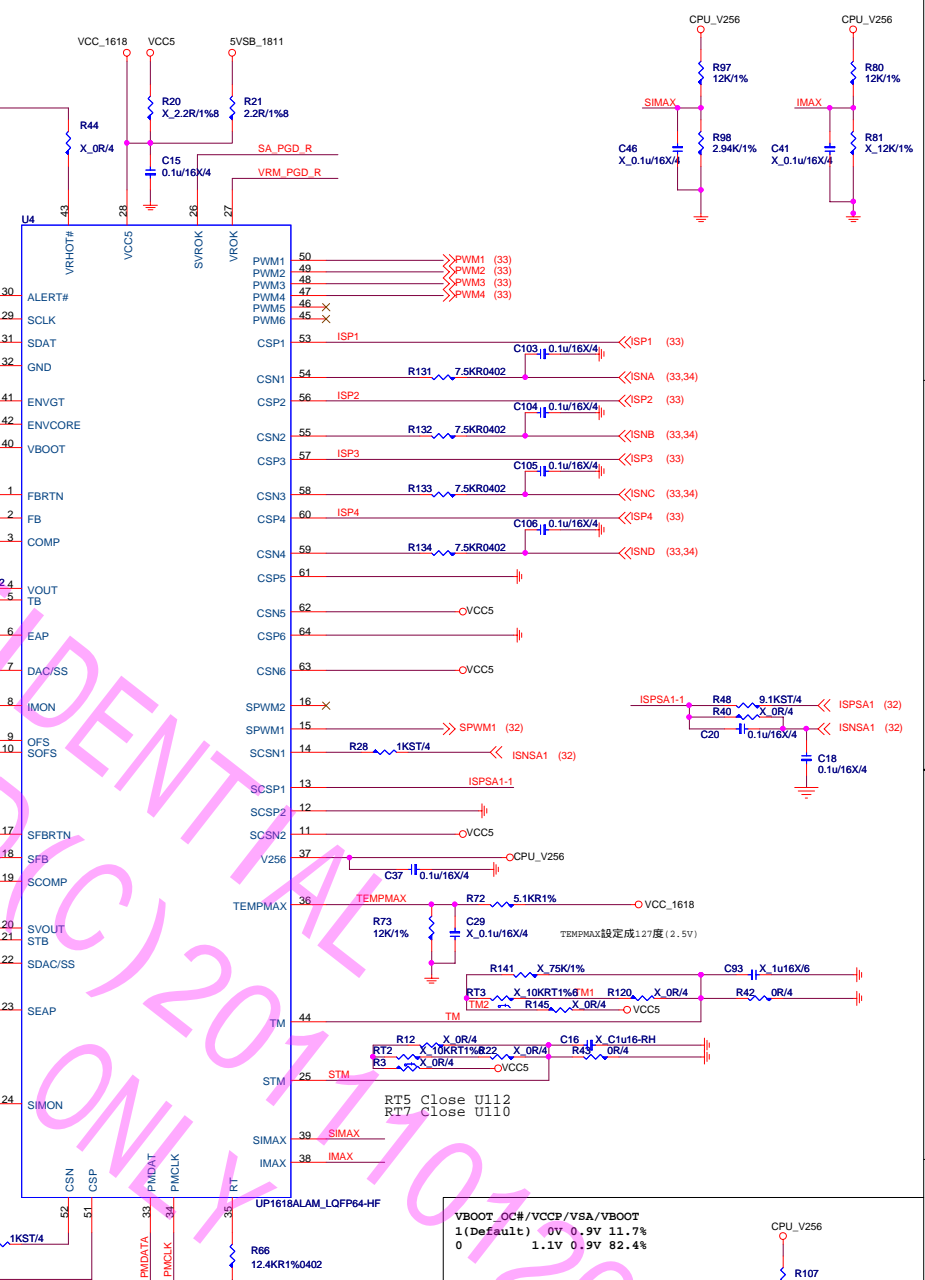 VCC_1618
VCC5
5VSB_1811
R20
X_2.2R/1%8
R21
2.2R/1%8
R44
X_0R/4
C15
0.1u/16X/4
SA_PGD_R
VRM_PGD_R
CPU_V256
R97
12K/1%
SIMAX
C46
X_0.1u/16X/4
R98
2.94K/1%
CPU_V256
R80
12K/1%
IMAX
C41
X_0.1u/16X/4
R81
X_12K/1%
U4
43
28
26
27
VRHOT#
VCC5
SVROK
VROK
30 ALERT#
29 SCLK
31 SDAT
32 GND
41 ENVGT
42 ENVCORE
40 VBOOT
1 FBRTN
2 FB
3 COMP
4 VOUT
5 TB
6 EAP
7 DAC/SS
8 IMON
9 OFS
10 SOFS
17 SFBRTN
18 SFB
19 SCOMP
20 SVOUT
21 STB
22 SDAC/SS
23 SEAP
24 SIMON
PWM1 50 PWM1 (33)
PWM2 49 PWM2 (33)
PWM3 48 PWM3 (33)
PWM4 47 PWM4 (33)
PWM5 46
PWM6 45
CSP1 53 ISP1 ISP1 (33)
C103 0.1u/16X/4
CSN1 54 R131 7.5KR0402 ISNA (33,34)
CSP2 56 ISP2 ISP2 (33)
C104 0.1u/16X/4
CSN2 55 R132 7.5KR0402 ISNB (33,34)
CSP3 57 ISP3 ISP3 (33)
C105 0.1u/16X/4
CSN3 58 R133 7.5KR0402 ISNC (33,34)
CSP4 60 ISP4 ISP4 (33)
C106 0.1u/16X/4
CSN4 59 R134 7.5KR0402 ISND (33,34)
CSP5 61
CSN5 62 VCC5
CSP6 64
CSN6 63 VCC5
SPWM2 16
SPWM1 15 SPWM1 (32)
SCSN1 14 R28 1KST/4 ISNSA1 (32)
SCSP1 13 ISPSA1-1
SCSP2 12
SCSN2 11 VCC5
V256 37 CPU_V256
C37 0.1u/16X/4
ISPSA1-1 R48 9.1KST/4 ISPSA1 (32)
R40 X_0R/4
C20 0.1u/16X/4 ISNSA1 (32)
C18
0.1u/16X/4
TEMPMAX 36 TEMPMAX R72 5.1KR1% VCC_1618
R73
12K/1%
C29
X_0.1u/16X/4
TEMPMAX設定成127度(2.5V)
R141 X_75K/1% C93 X_1u16X/6
RT3 X_10KRT1%6 TM1 R120 X_0R/4 R42 0R/4
TM2 R145 X_0R/4 VCC5
TM 44 TM
R12 X_0R/4 C16 X_C1u16-RH
RT2 X_10KRT1%6 R22 X_0R/4 R43 0R/4
R3 X_0R/4 VCC5
STM 25 STM
RT5 Close U112
RT7 Close U110
SIMAX 39 SIMAX
IMAX 38 IMAX
CSN
CSP
PMDAT
PMCLK
RT
UP1618ALAM_LQFP64-HF
52
51
33
34
35
1KST/4
PMDATA
PMCLK
R66
12.4KR1%0402
VBOOT_OC#/VCCP/VSA/VBOOT
1(Default) 0V 0.9V 11.7%
0 1.1V 0.9V 82.4%
CPU_V256
R107